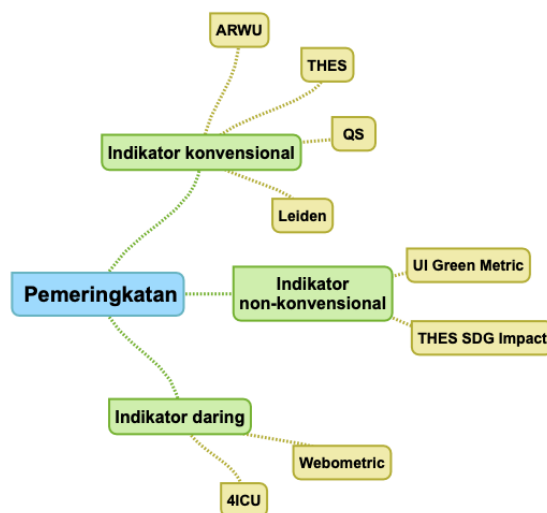 ARWU
THES
QS
Indikator konvensional
Leiden
UI Green Metric
Indikator
non-konvensional
Pemeringkatan
THES SDG Impact
Indikator daring
Webometric
4ICU